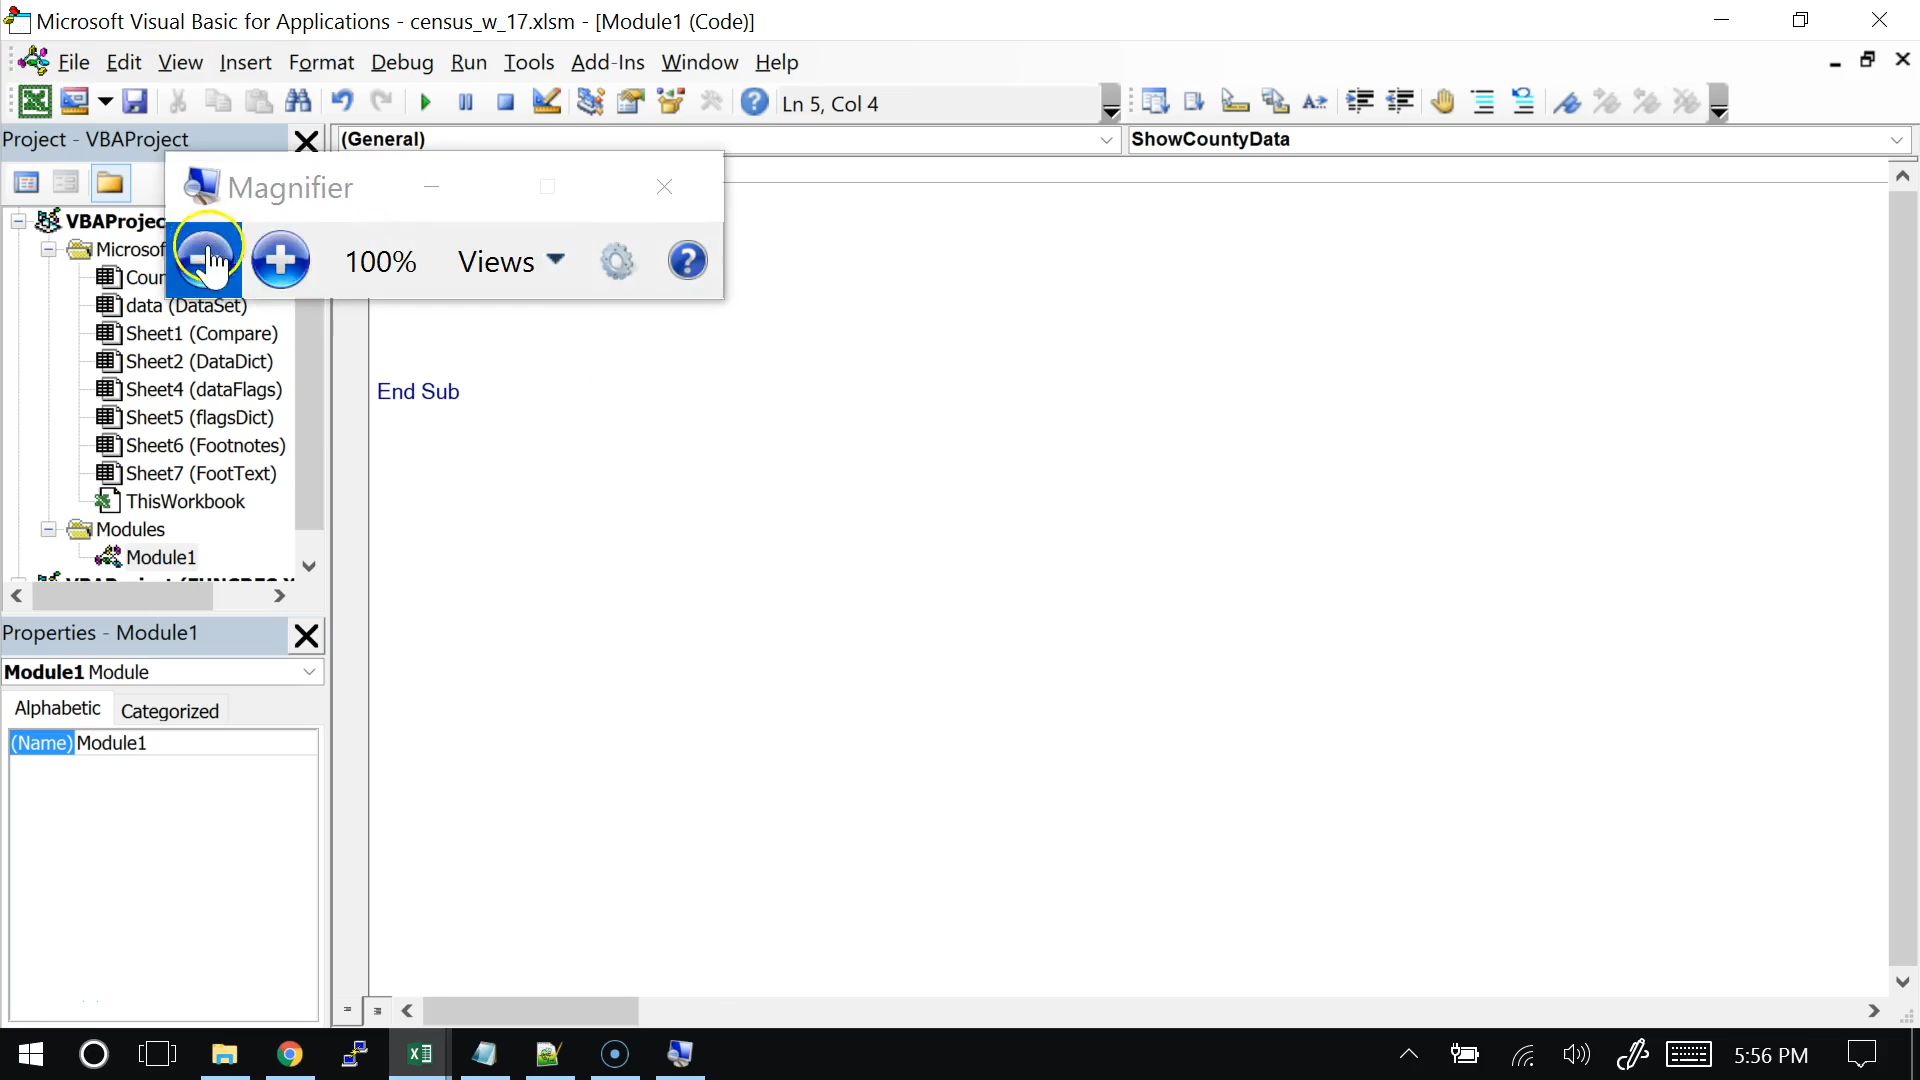 Microsoft Visual Basic for Applications - census_w_17.xlsm - [Module1 (Code)]
File Edit View Insert Format Debug Run Tools Add-Ins Window Help
Ln 5, Col 4
Project - VBAProject
(General)
ShowCountyData
Magnifier
100% Views
VBAProjec
Microsof
Cour
data (DataSet)
Sheet1 (Compare)
Sheet2 (DataDict)
Sheet4 (dataFlags)
Sheet5 (flagsDict)
Sheet6 (Footnotes)
Sheet7 (FootText)
ThisWorkbook
Modules
Module1
End Sub
Properties - Module1
Module1 Module
Alphabetic Categorized
(Name) Module1
5:56 PM